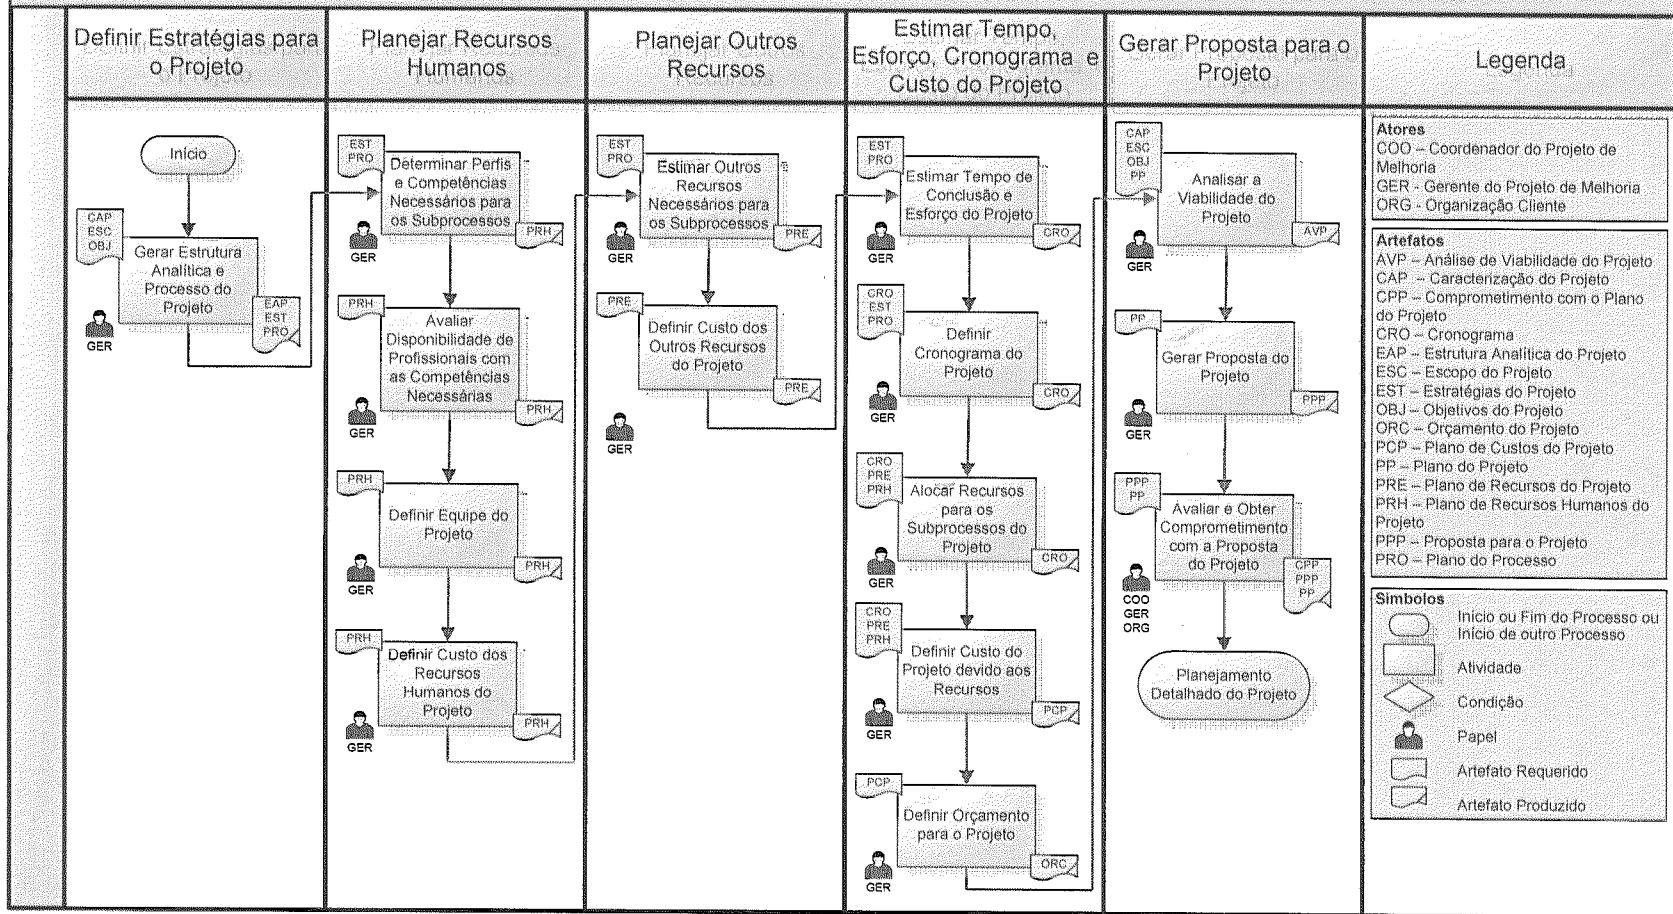 Definir Estratégias para
o Projeto
Início
CAP
ESC
OBJ
Gerar Estrutura
Analítica e
Processo do
Projeto
EAP
EST
PRO
GER
Planejar Recursos
Humanos
EST
PRO
Determinar Perfis
e Competências
Necessários para
os Subprocessos
PRH
GER
PRH
Avaliar
Disponibilidade de
Profissionais com
as Competências
Necessárias
PRH
GER
PRH
Definir Equipe do
Projeto
PRH
GER
PRH
Definir Custo dos
Recursos
Humanos do
Projeto
PRH
GER
Planejar Outros
Recursos
EST
PRO
Estimar Outros
Recursos
Necessários para
os Subprocessos
PRE
GER
PRE
Definir Custo dos
Outros Recursos
do Projeto
PRE
GER
Estimar Tempo,
Esforço, Cronograma e
Custo do Projeto
EST
PRO
Estimar Tempo de
Conclusão e
Esforço do Projeto
CRO
GER
CRO
EST
PRO
Definir
Cronograma do
Projeto
CRO
GER
CRO
PRE
PRH
Alocar Recursos
para os
Subprocessos do
Projeto
CRO
GER
CRO
PRE
PRH
Definir Custo do
Projeto devido aos
Recursos
PCP
GER
PCP
Definir Orçamento
para o Projeto
ORC
GER
Gerar Proposta para o
Projeto
CAP
ESC
OBJ
PP
Analisar a
Viabilidade do
Projeto
AVP
GER
PP
Gerar Proposta do
Projeto
PPP
GER
PPP
PP
Avaliar e Obter
Comprometimento
com a Proposta
do Projeto
CPP
PPP
PP
COO
GER
ORG
Planejamento
Detalhado do Projeto
Legenda
Atores
COO – Coordenador do Projeto de
Melhoria
GER - Gerente do Projeto de Melhoria
ORG - Organização Cliente
Artefatos
AVP – Análise de Viabilidade do Projeto
CAP – Caracterização do Projeto
CPP – Comprometimento com o Plano
do Projeto
CRO – Cronograma
EAP – Estrutura Analítica do Projeto
ESC – Escopo do Projeto
EST – Estratégias do Projeto
OBJ – Objetivos do Projeto
ORC – Orçamento do Projeto
PCP – Plano de Custos do Projeto
PP – Plano do Projeto
PRE – Plano de Recursos do Projeto
PRH – Plano de Recursos Humanos do
Projeto
PPP – Proposta para o Projeto
PRO – Plano do Processo
Símbolos
Início ou Fim do Processo ou
Início de outro Processo
Atividade
Condição
Papel
Artefato Requerido
Artefato Produzido